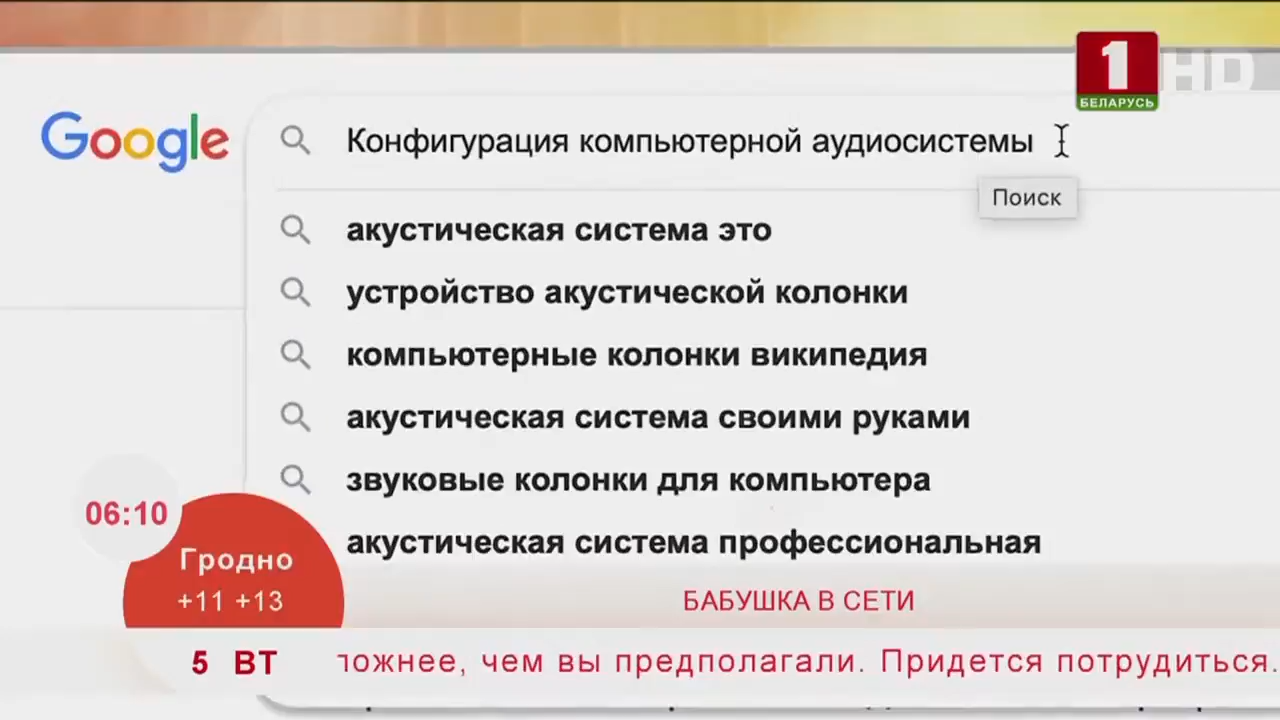 1 HD
БЕЛАРУСЬ
Google
Конфигурация компьютерной аудиосистемы
Поиск
акустическая система это
устройство акустической колонки
компьютерные колонки википедия
акустическая система своими руками
звуковые колонки для компьютера
акустическая система профессиональная
06:10
Гродно
+11 +13
БАБУШКА В СЕТИ
5 ВТ
чем вы предполагали. Придется потрудиться.